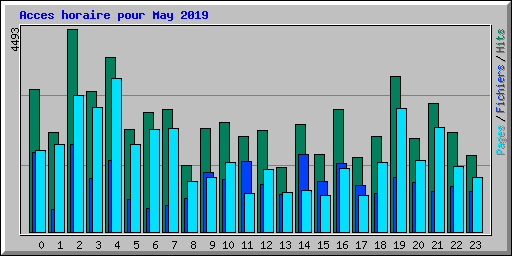 Acces horaire pour May 2019
4493
Pages / Fichiers / Hits
0 1 2 3 4 5 6 7 8 9 10 11 12 13 14 15 16 17 18 19 20 21 22 23